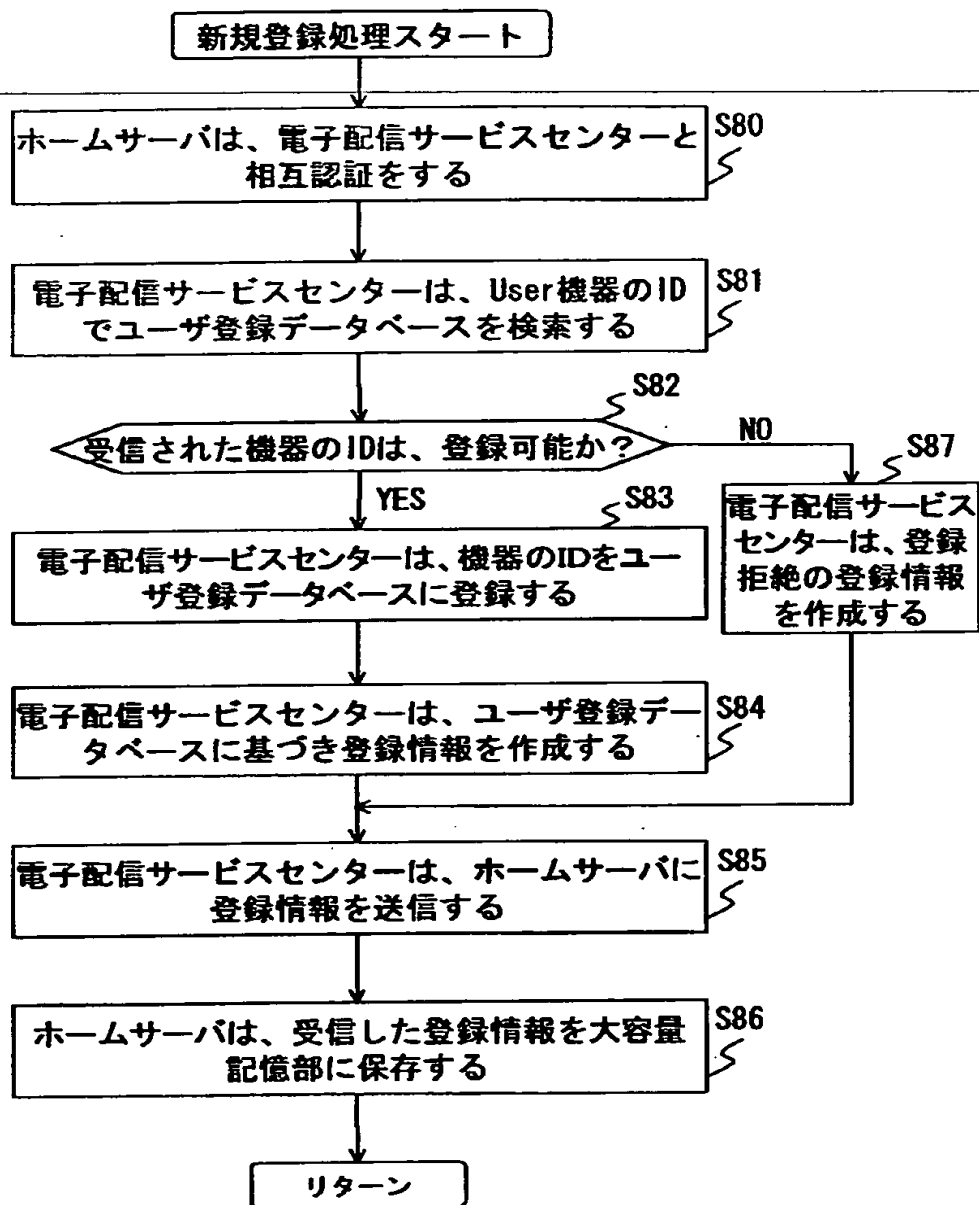 新規登録処理スタート
ホームサーバは、電子配信サービスセンターと
相互認証をする
S80
電子配信サービスセンターは、User機器のID
でユーザ登録データベースを検索する
S81
S82
受信された機器のIDは、登録可能か?
NO
YES
S87
電子配信サービス
センターは、登録
拒絶の登録情報
を作成する
S83
電子配信サービスセンターは、機器のIDをユー
ザ登録データベースに登録する
電子配信サービスセンターは、ユーザ登録デー
タベースに基づき登録情報を作成する
S84
電子配信サービスセンターは、ホームサーバに
登録情報を送信する
S85
ホームサーバは、受信した登録情報を大容量
記憶部に保存する
S86
リターン